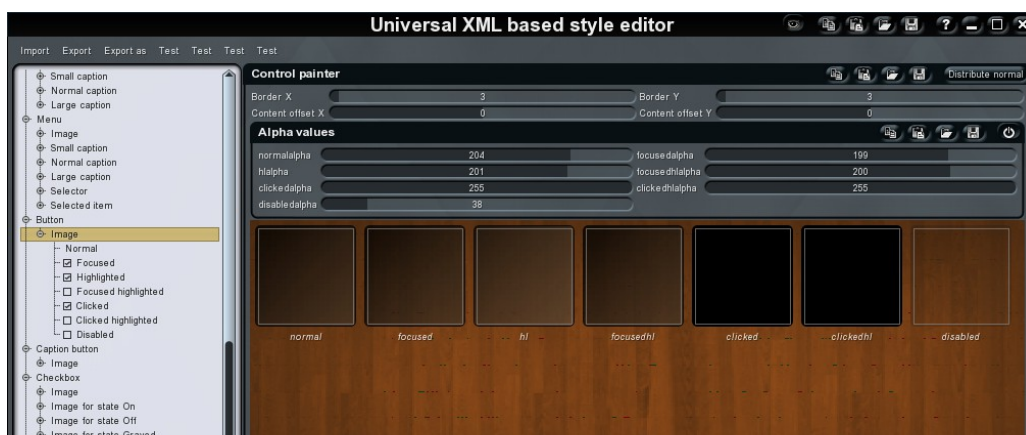 Universal XML based style editor
Import Export Export as Test Test Test Test
Small caption
Normal caption
Large caption
Menu
Image
Small caption
Normal caption
Large caption
Selector
Selected item
Button
Image
Normal
Focused
Highlighted
Focused highlighted
Clicked
Clicked highlighted
Disabled
Caption button
Image
Checkbox
Image
Image for state On
Image for state Off
Image for state Grayed
Control painter
Distribute normal
Border X 3 Border Y 3
Content offset X 0 Content offset Y 0
Alpha values
normalalpha 204 focusedalpha 199
hlalpha 201 focusedhlalpha 200
clickedalpha 255 clickedhlalpha 255
disabledalpha 38
normal focused hl focusedhl clicked clickedhl disabled